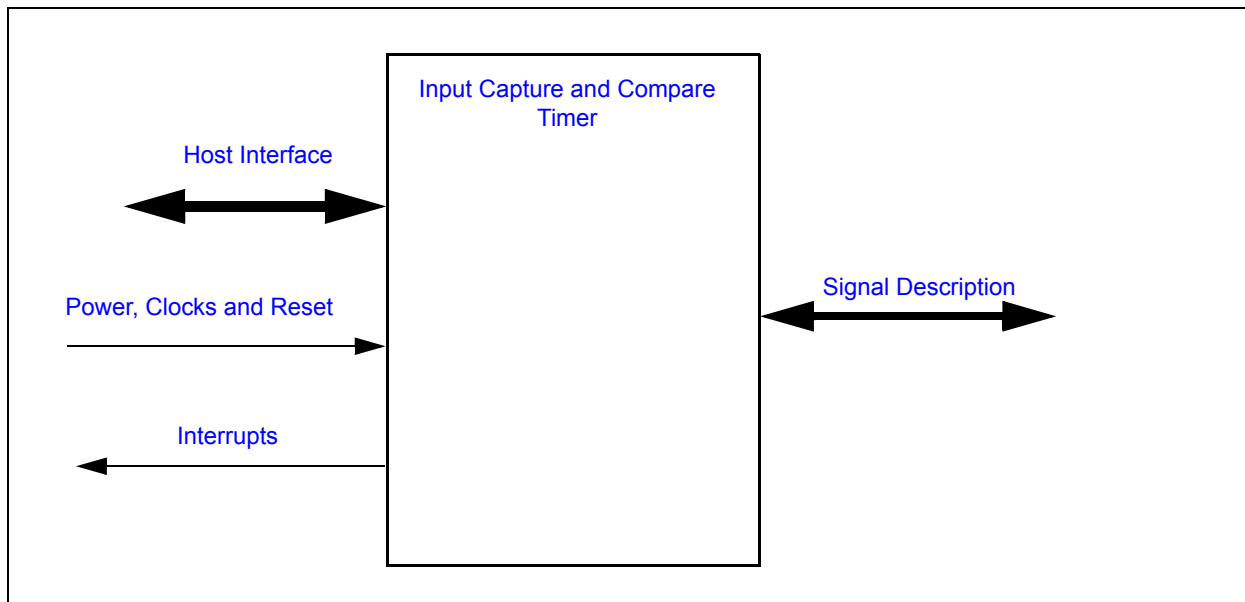 Input Capture and Compare
Timer
Host Interface
Power, Clocks and Reset
Signal Description
Interrupts